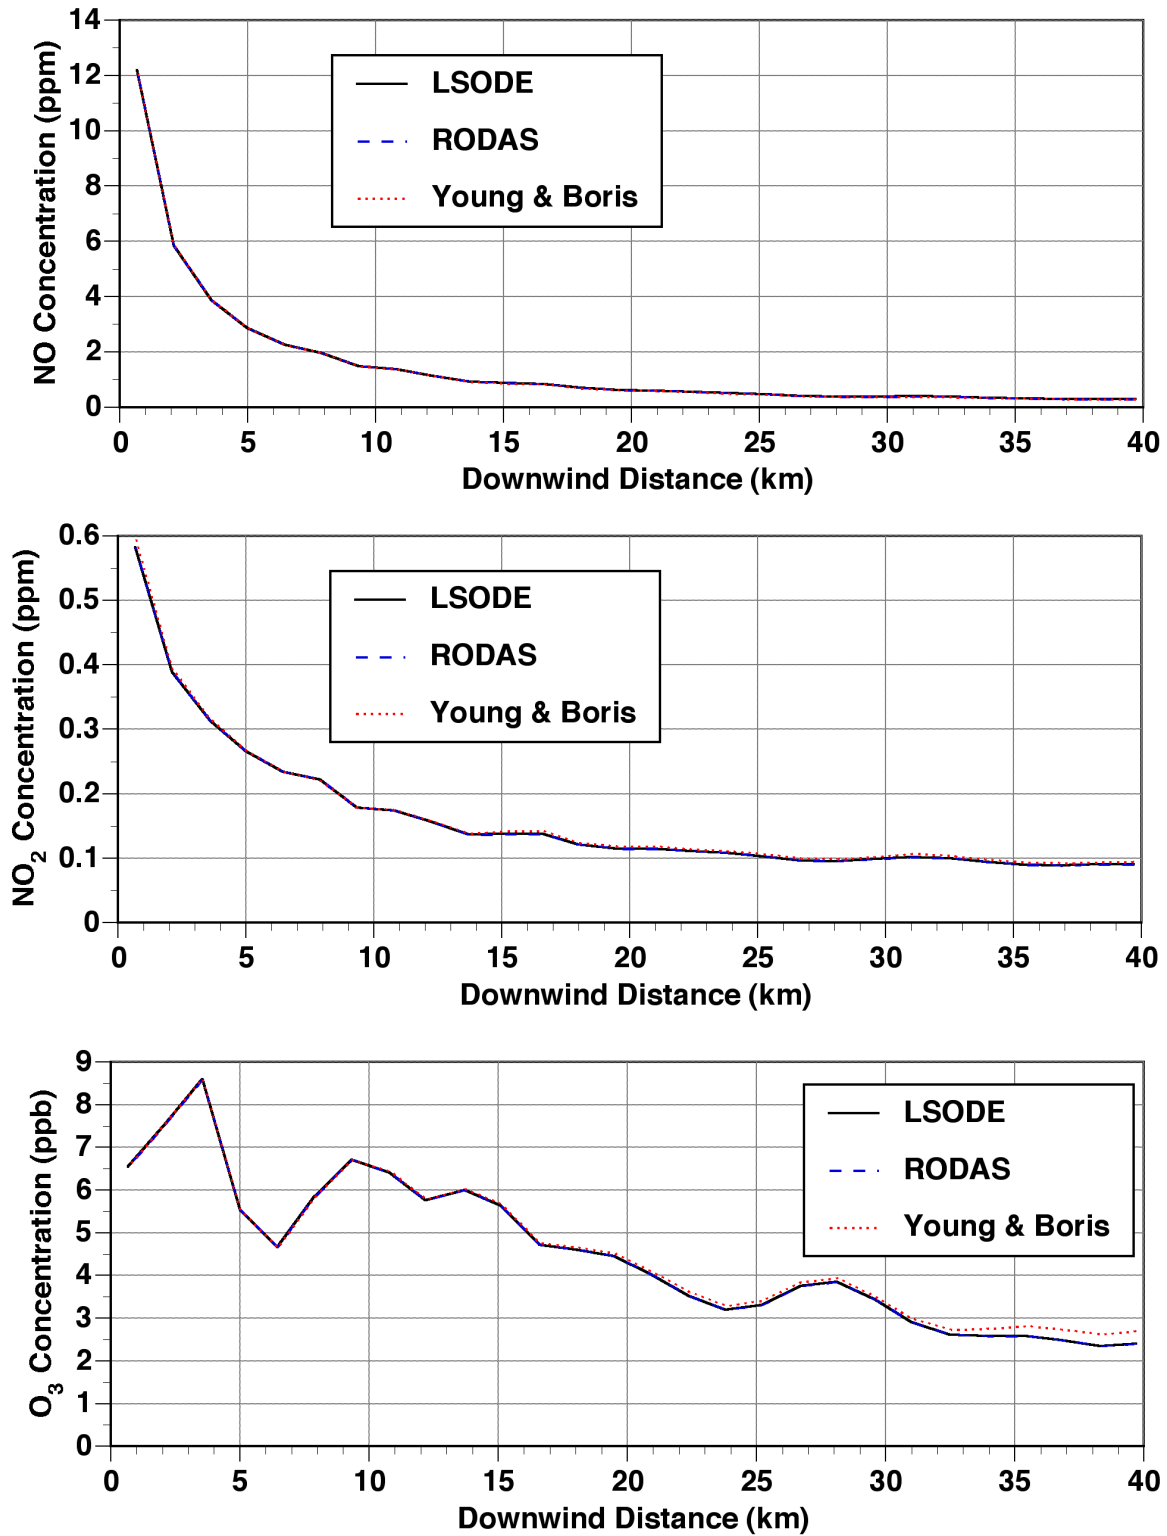 NO Concentration (ppm)
14
12
10
8
6
4
2
0
LSODE
RODAS
Young & Boris
0 5 10 15 20 25 30 35 40
Downwind Distance (km)
NO2 Concentration (ppm)
0.6
0.5
0.4
0.3
0.2
0.1
0
LSODE
RODAS
Young & Boris
0 5 10 15 20 25 30 35 40
Downwind Distance (km)
O3 Concentration (ppb)
9
8
7
6
5
4
3
2
1
0
LSODE
RODAS
Young & Boris
0 5 10 15 20 25 30 35 40
Downwind Distance (km)